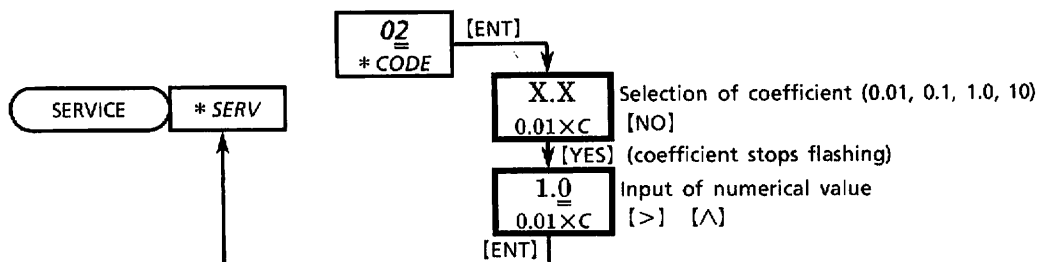 02
[ENT]
* CODE
SERVICE
* SERV
X.X
0.01×C
Selection of coefficient (0.01, 0.1, 1.0, 10)
[NO]
[YES] (coefficient stops flashing)
1.0
0.01×C
Input of numerical value
[>] [∧]
[ENT]